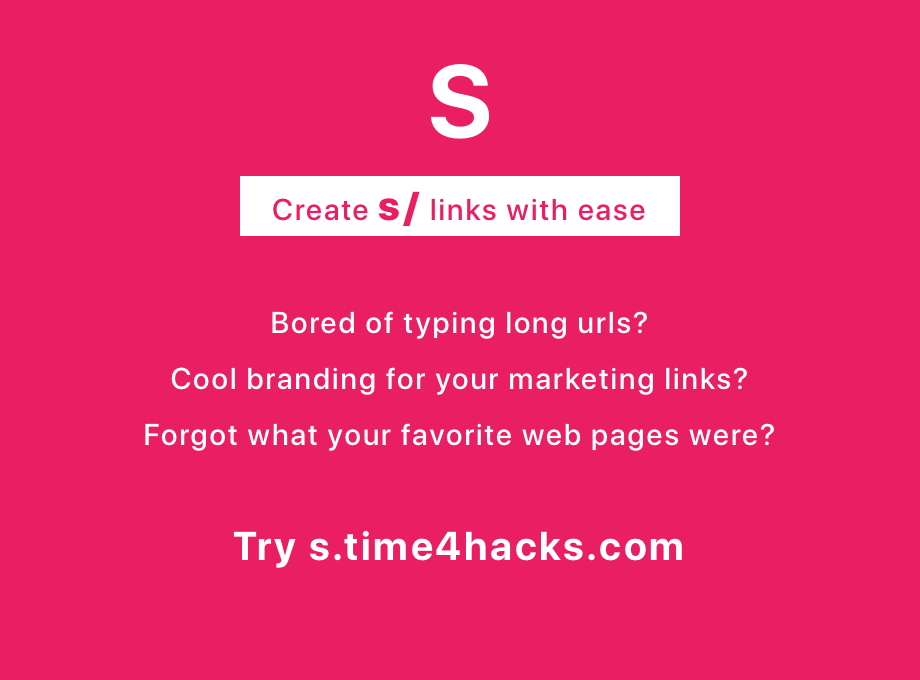 S
Create s/ links with ease
Bored of typing long urls?
Cool branding for your marketing links?
Forgot what your favorite web pages were?
Try s.time4hacks.com